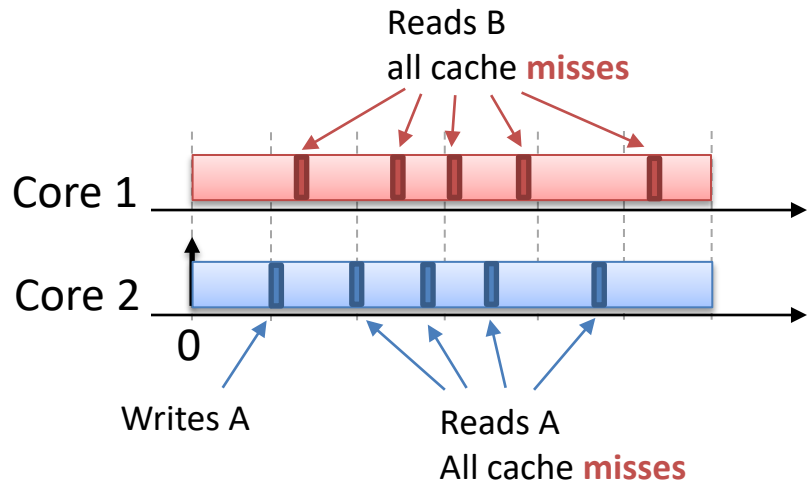 Reads B
all cache misses
Core 1
Core 2
0
Writes A
Reads A
All cache misses